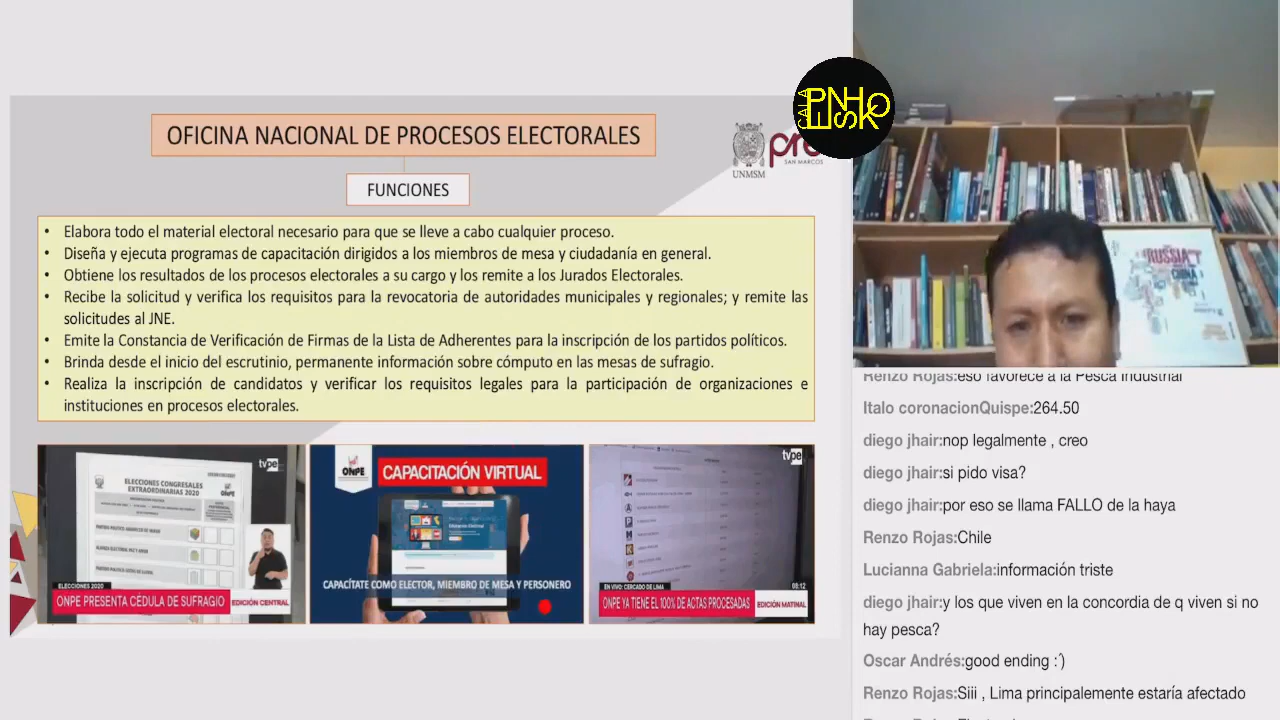 OFICINA NACIONAL DE PROCESOS ELECTORALES
UNMSM
SAN MARCOS
FUNCIONES
• Elabora todo el material electoral necesario para que se lleve a cabo cualquier proceso.
• Diseña y ejecuta programas de capacitación dirigidos a los miembros de mesa y ciudadanía en general.
• Obtiene los resultados de los procesos electorales a su cargo y los remite a los Jurados Electorales.
• Recibe la solicitud y verifica los requisitos para la revocatoria de autoridades municipales y regionales; y remite las
solicitudes al JNE.
• Emite la Constancia de Verificación de Firmas de la Lista de Adherentes para la inscripción de los partidos políticos.
• Brinda desde el inicio del escrutinio, permanente información sobre cómputo en las mesas de sufragio.
• Realiza la inscripción de candidatos y verificar los requisitos legales para la participación de organizaciones e
instituciones en procesos electorales.
tvpe
ELECCIONES CONGRESALES
EXTRAORDINARIAS 2020
ONPE
ELECCIONES 2020
ONPE PRESENTA CÉDULA DE SUFRAGIO
EDICIÓN CENTRAL
ONPE
CAPACITACIÓN VIRTUAL
CAPACÍTATE COMO ELECTOR, MIEMBRO DE MESA Y PERSONERO
tvpe
EN VIVO: CERCADO DE LIMA
08:12
ONPE YA TIENE EL 100% DE ACTAS PROCESADAS
EDICIÓN MATINAL
RUSSIA
CHINA
Renzo Rojas:eso favorece a la Pesca Industrial
Italo coronacionQuispe:264.50
diego jhair:nop legalmente , creo
diego jhair:si pido visa?
diego jhair:por eso se llama FALLO de la haya
Renzo Rojas:Chile
Lucianna Gabriela:información triste
diego jhair:y los que viven en la concordia de q viven si no
hay pesca?
Oscar Andrés:good ending :´)
Renzo Rojas:Siii , Lima principalmente estaría afectado